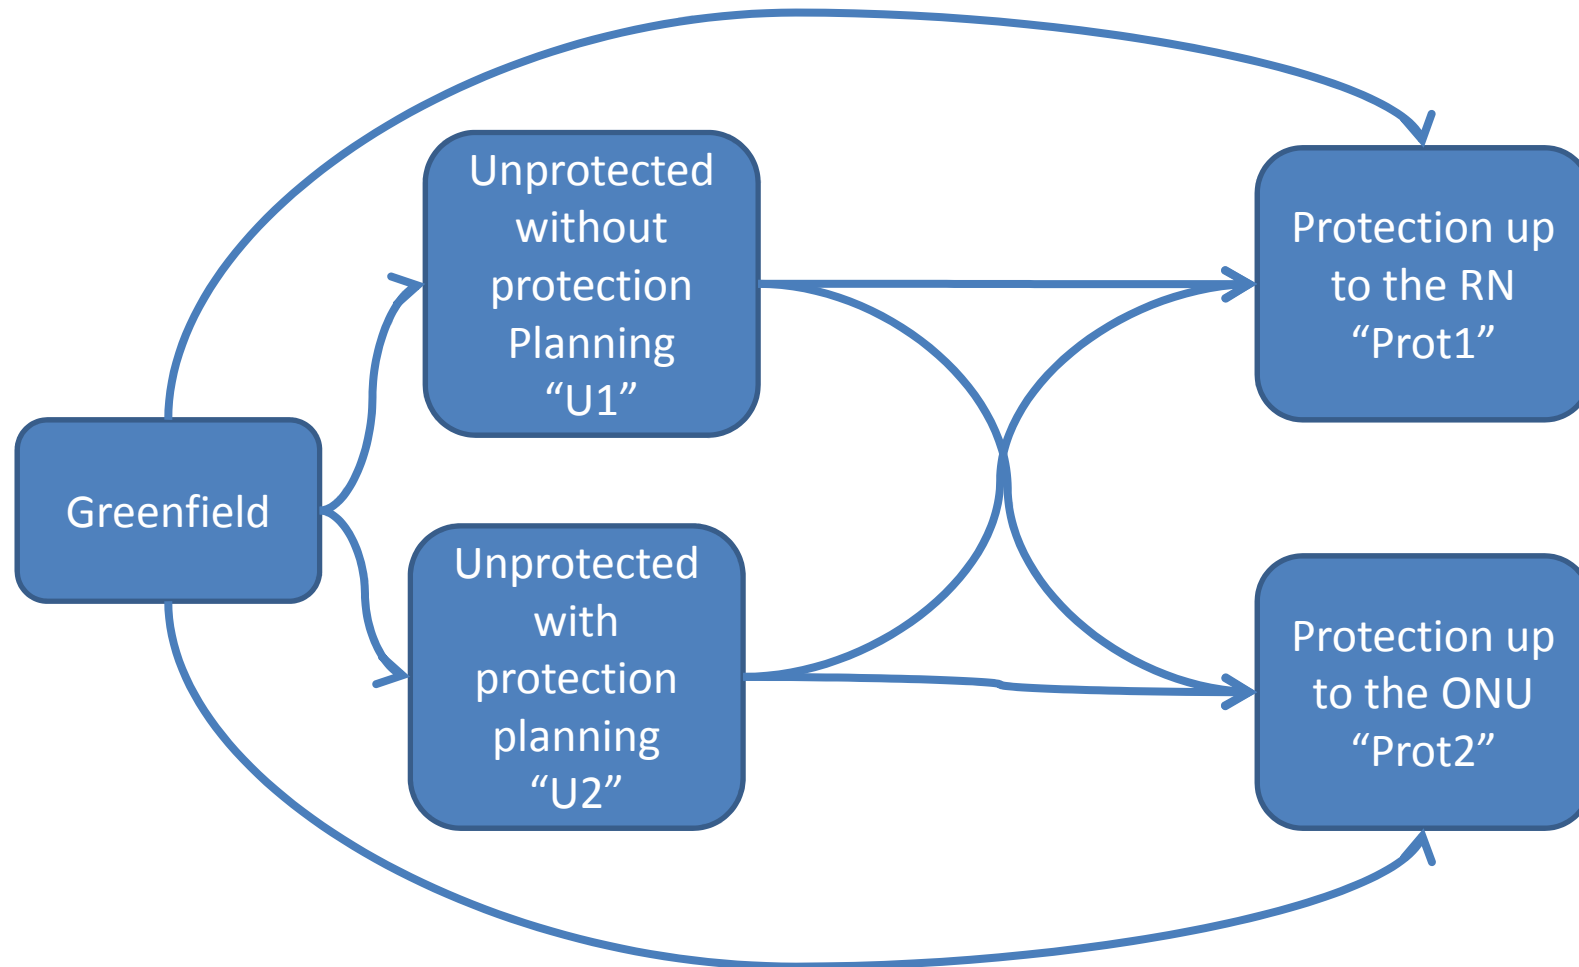 Unprotected
without
protection
Planning
“U1”
Protection up
to the RN
“Prot1”
Greenfield
Unprotected
with
protection
planning
“U2”
Protection up
to the ONU
“Prot2”